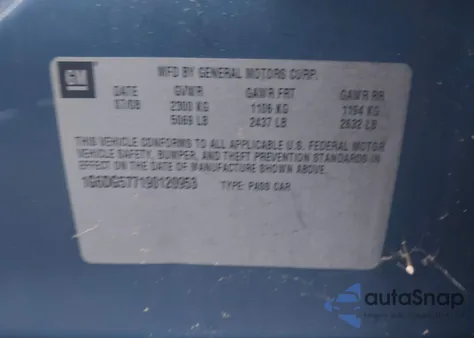 GM
MFD BY GENERAL MOTORS CORP.
DATE GVWR GAWR FRT GAWR RR
07/08 2300 KG 1106 KG 1194 KG
5069 LB 2437 LB 2632 LB
THIS VEHICLE CONFORMS TO ALL APPLICABLE U.S. FEDERAL MOTOR
VEHICLE SAFETY, BUMPER, AND THEFT PREVENTION STANDARDS
IN EFFECT ON THE DATE OF MANUFACTURE SHOWN ABOVE.
1G6DG577190120953 TYPE: PASS CAR
autoSnap